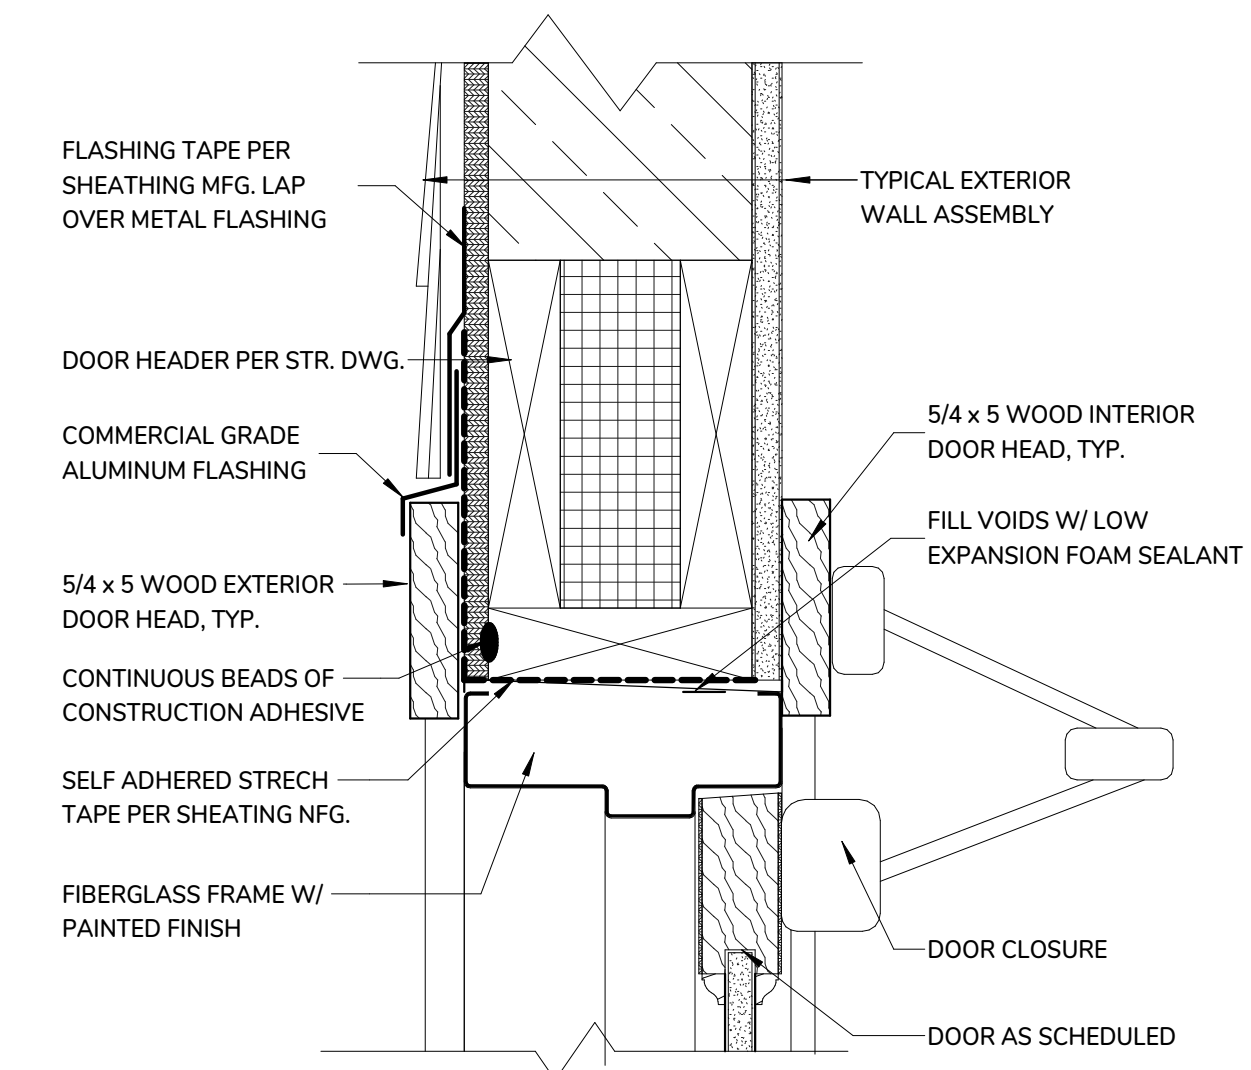 FLASHING TAPE PER
SHEATHING MFG. LAP
OVER METAL FLASHING
DOOR HEADER PER STR. DWG.
COMMERCIAL GRADE
ALUMINUM FLASHING
5/4 x 5 WOOD EXTERIOR
DOOR HEAD, TYP.
CONTINUOUS BEADS OF
CONSTRUCTION ADHESIVE
SELF ADHERED STRECH
TAPE PER SHEATING NFG.
FIBERGLASS FRAME W/
PAINTED FINISH
TYPICAL EXTERIOR
WALL ASSEMBLY
5/4 x 5 WOOD INTERIOR
DOOR HEAD, TYP.
FILL VOIDS W/ LOW
EXPANSION FOAM SEALANT
DOOR CLOSURE
DOOR AS SCHEDULED